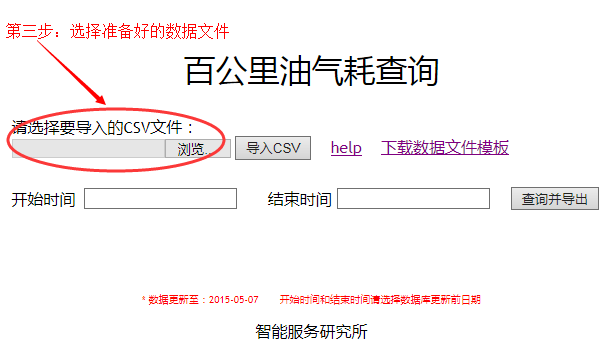 第三步：选择准备好的数据文件
百公里油气耗查询
请选择要导入的CSV文件：
浏览... 导入CSV help 下载数据文件模板
开始时间 结束时间 查询并导出
* 数据更新至：2015-05-07 开始时间和结束时间请选择数据库更新前日期
智能服务研究所